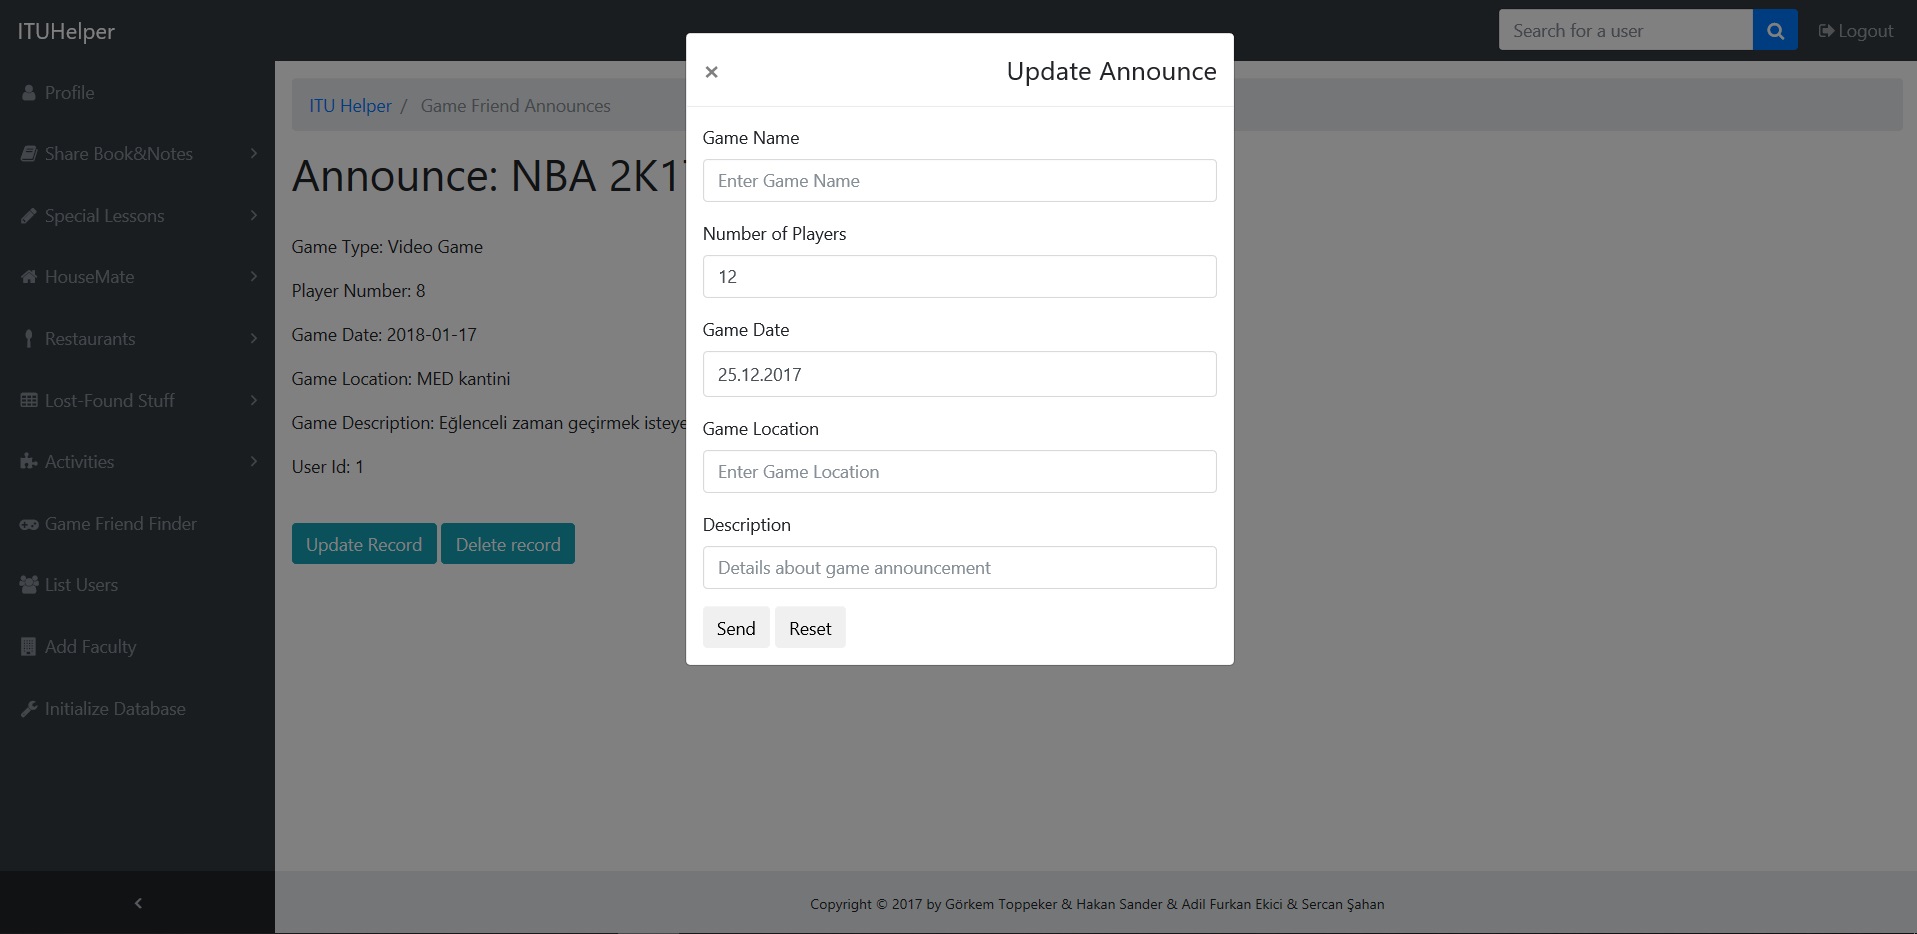 ITUHelper
Search for a user
Logout
Profile
Share Book&Notes
Special Lessons
HouseMate
Restaurants
Lost-Found Stuff
Activities
Game Friend Finder
List Users
Add Faculty
Initialize Database
ITU Helper / Game Friend Announces
Announce: NBA 2K1
Game Type: Video Game
Player Number: 8
Game Date: 2018-01-17
Game Location: MED kantini
Game Description: Eğlenceli zaman geçirmek isteye
User Id: 1
Update Record Delete record
× Update Announce
Game Name
Enter Game Name
Number of Players
12
Game Date
25.12.2017
Game Location
Enter Game Location
Description
Details about game announcement
Send Reset
Copyright © 2017 by Görkem Toppeker & Hakan Sander & Adil Furkan Ekici & Sercan Şahan